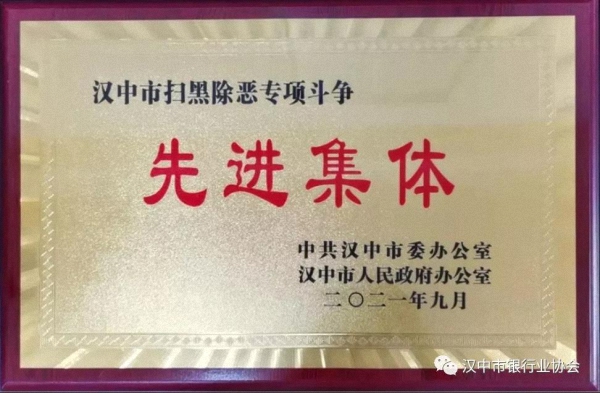 汉中市扫黑除恶专项斗争
先进集体
中共汉中市委办公室
汉中市人民政府办公室
二〇二一年九月
汉中市银行业协会